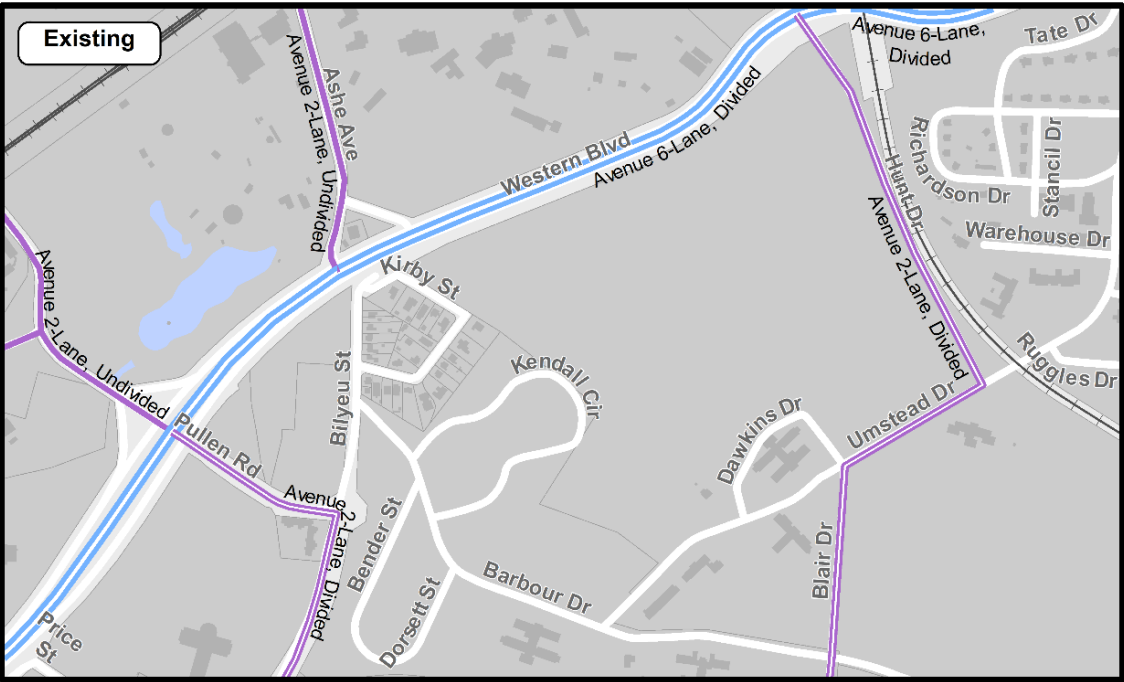 Existing
Avenue 6-Lane,
Divided
Tate Dr
Avenue 2-Lane, Undivided
Ashe Ave
Western Blvd
Avenue 6-Lane, Divided
Richardson Dr
Stancil Dr
Hunt Dr
Warehouse Dr
Avenue 2-Lane, Divided
Kirby St
Avenue 2-Lane, Undivided
Ruggles Dr
Kendall Cir
Bilyeu St
Umstead Dr
Dawkins Dr
Pullen Rd
Avenue 2-Lane, Divided
Bender St
Blair Dr
Barbour Dr
Dorsett St
Price
St